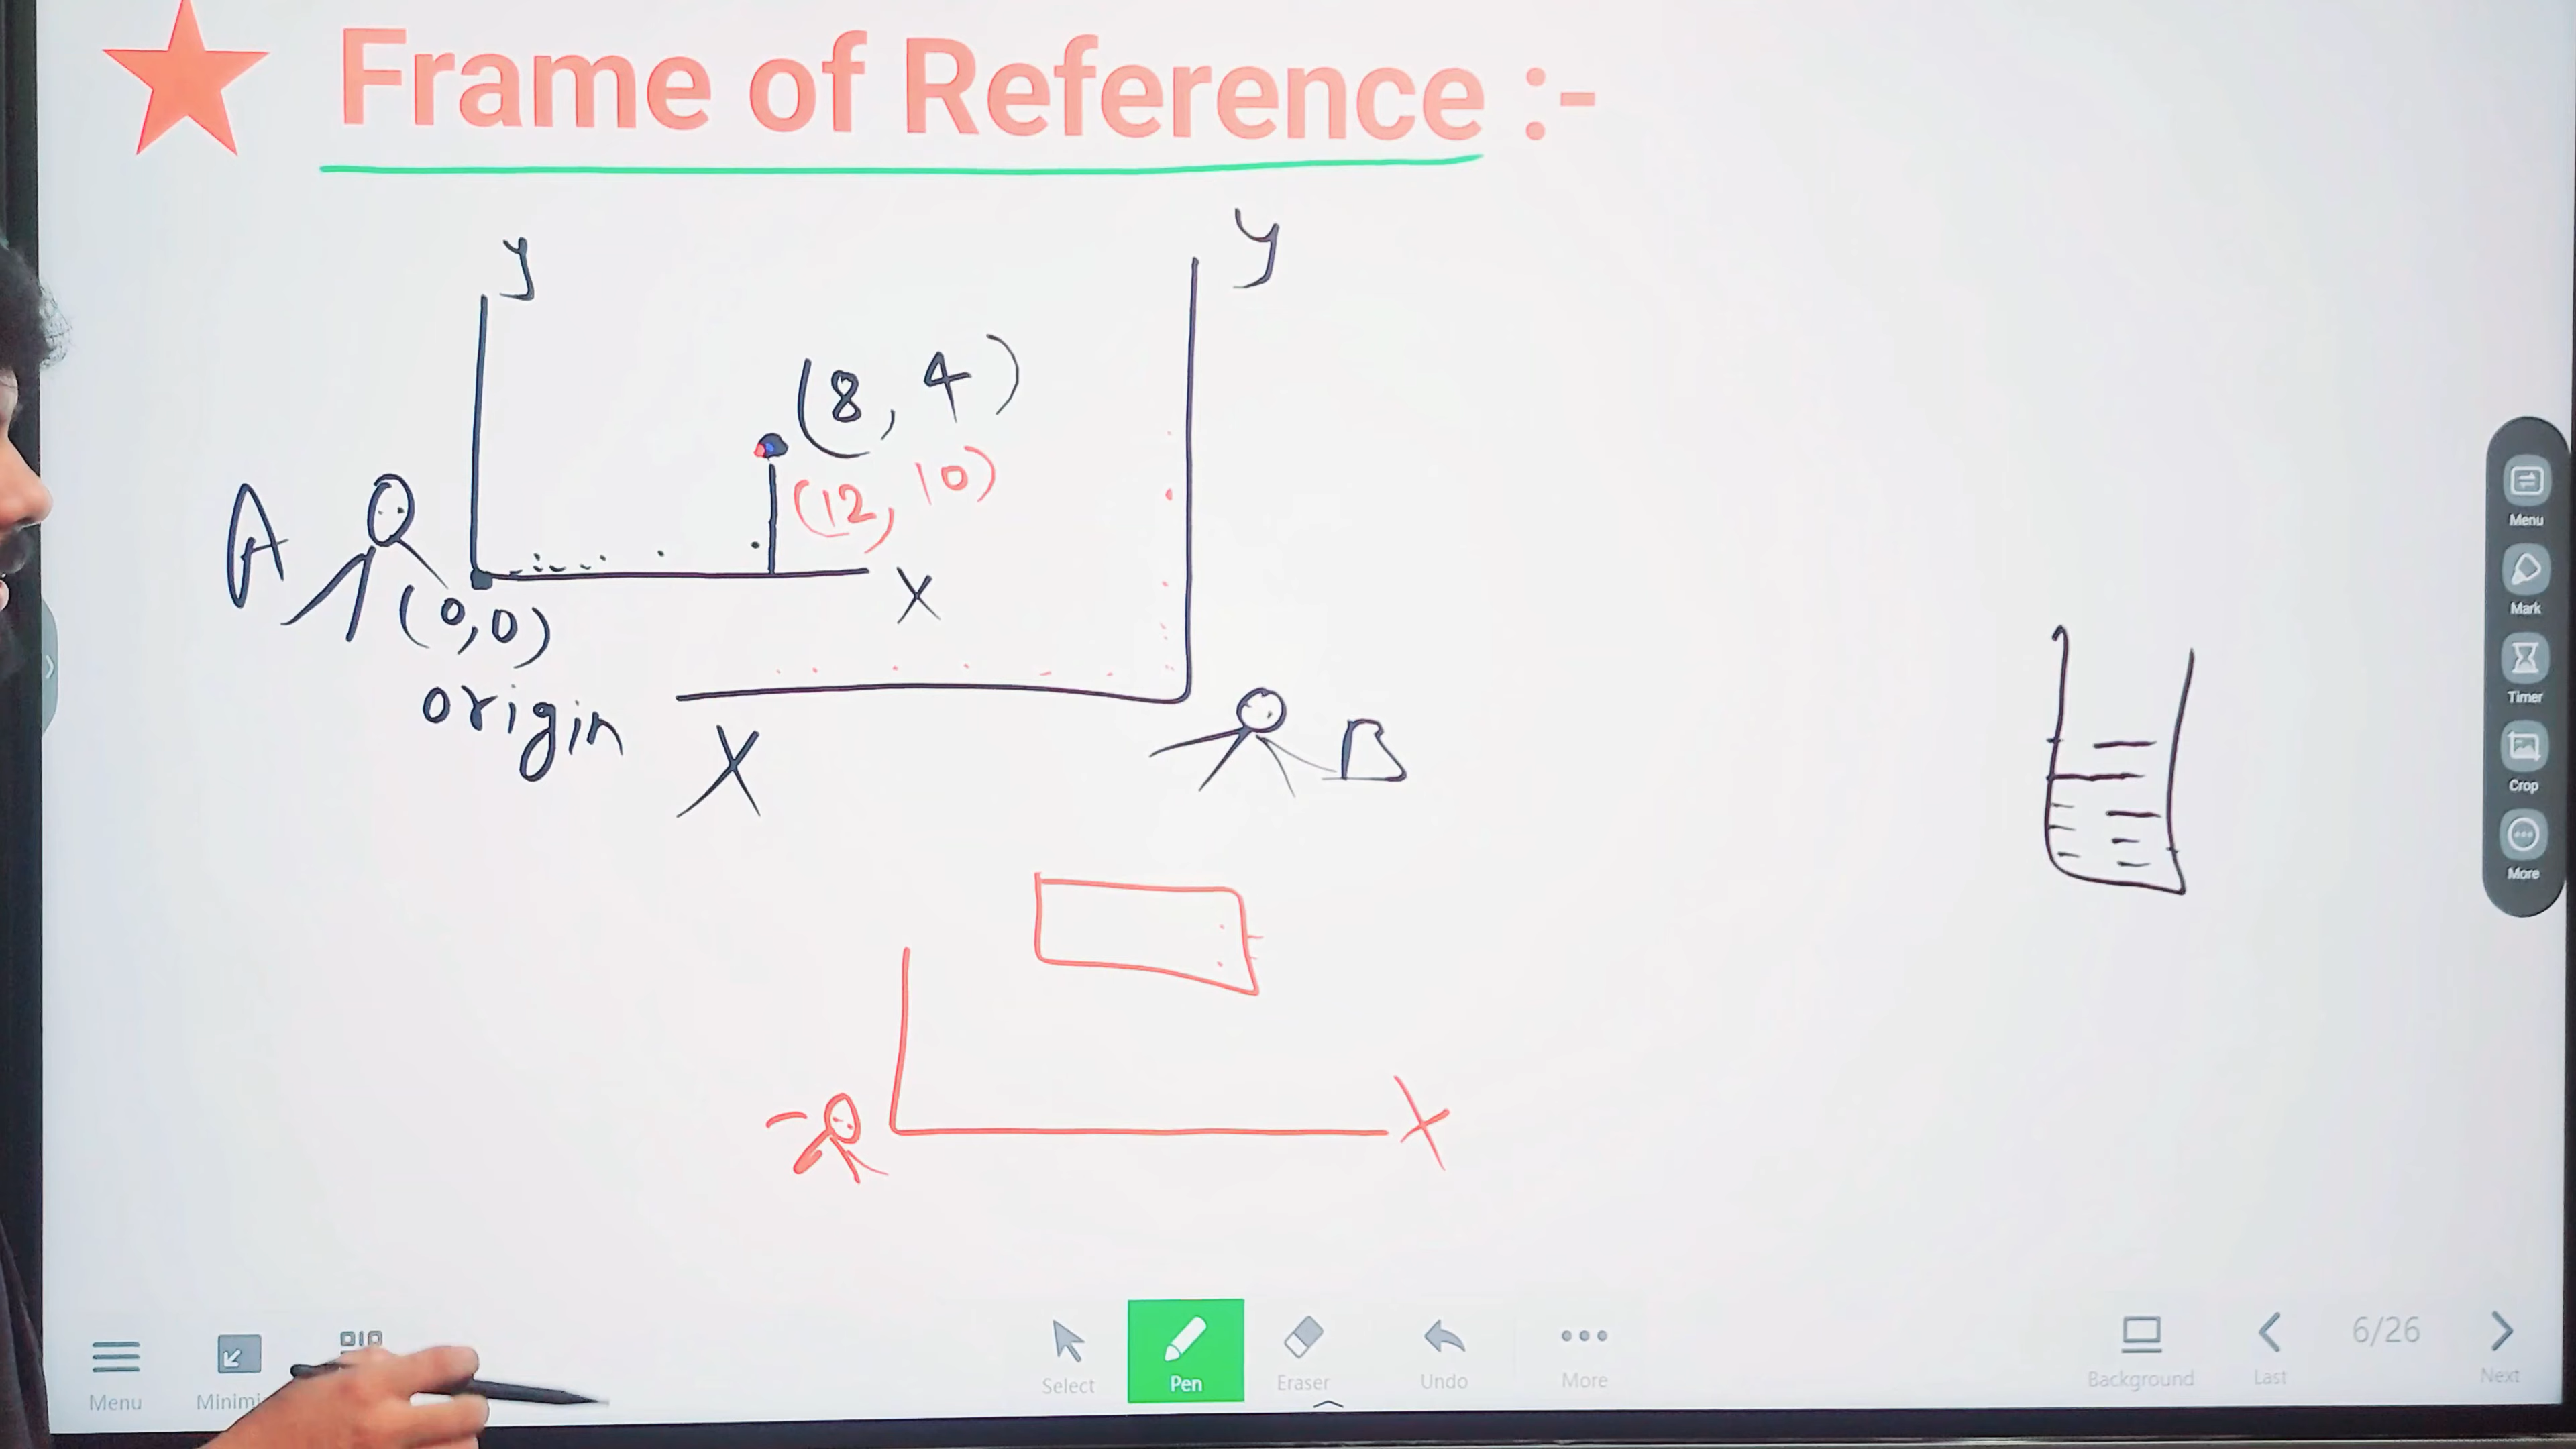 Frame of Reference :-
y
y
(8, 4)
(12, 10)
A
(0,0)
X
origin
X
B
X
Menu
Mark
Timer
Crop
More
Menu
Minimi
Select
Pen
Eraser
Undo
More
Background
Last
6/26
Next